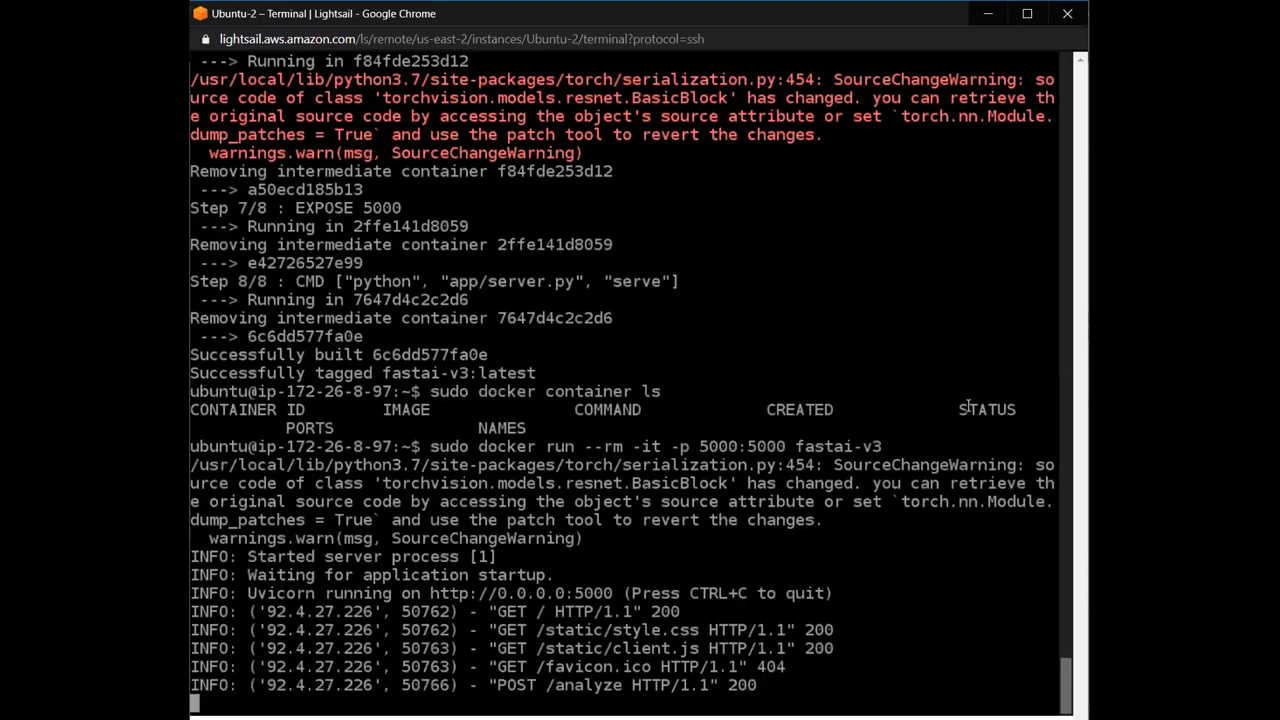 Ubuntu-2 – Terminal | Lightsail - Google Chrome
lightsail.aws.amazon.com/ls/remote/us-east-2/instances/Ubuntu-2/terminal?protocol=ssh
---> Running in f84fde253d12
/usr/local/lib/python3.7/site-packages/torch/serialization.py:454: SourceChangeWarning: so
urce code of class 'torchvision.models.resnet.BasicBlock' has changed. you can retrieve th
e original source code by accessing the object's source attribute or set `torch.nn.Module.
dump_patches = True` and use the patch tool to revert the changes.
warnings.warn(msg, SourceChangeWarning)
Removing intermediate container f84fde253d12
---> a50ecd185b13
Step 7/8 : EXPOSE 5000
---> Running in 2ffe141d8059
Removing intermediate container 2ffe141d8059
---> e42726527e99
Step 8/8 : CMD ["python", "app/server.py", "serve"]
---> Running in 7647d4c2c2d6
Removing intermediate container 7647d4c2c2d6
---> 6c6dd577fa0e
Successfully built 6c6dd577fa0e
Successfully tagged fastai-v3:latest
ubuntu@ip-172-26-8-97:~$ sudo docker container ls
CONTAINER ID IMAGE COMMAND CREATED STATUS
PORTS NAMES
ubuntu@ip-172-26-8-97:~$ sudo docker run --rm -it -p 5000:5000 fastai-v3
/usr/local/lib/python3.7/site-packages/torch/serialization.py:454: SourceChangeWarning: so
urce code of class 'torchvision.models.resnet.BasicBlock' has changed. you can retrieve th
e original source code by accessing the object's source attribute or set `torch.nn.Module.
dump_patches = True` and use the patch tool to revert the changes.
warnings.warn(msg, SourceChangeWarning)
INFO: Started server process [1]
INFO: Waiting for application startup.
INFO: Uvicorn running on http://0.0.0.0:5000 (Press CTRL+C to quit)
INFO: ('92.4.27.226', 50762) - "GET / HTTP/1.1" 200
INFO: ('92.4.27.226', 50762) - "GET /static/style.css HTTP/1.1" 200
INFO: ('92.4.27.226', 50763) - "GET /static/client.js HTTP/1.1" 200
INFO: ('92.4.27.226', 50763) - "GET /favicon.ico HTTP/1.1" 404
INFO: ('92.4.27.226', 50766) - "POST /analyze HTTP/1.1" 200